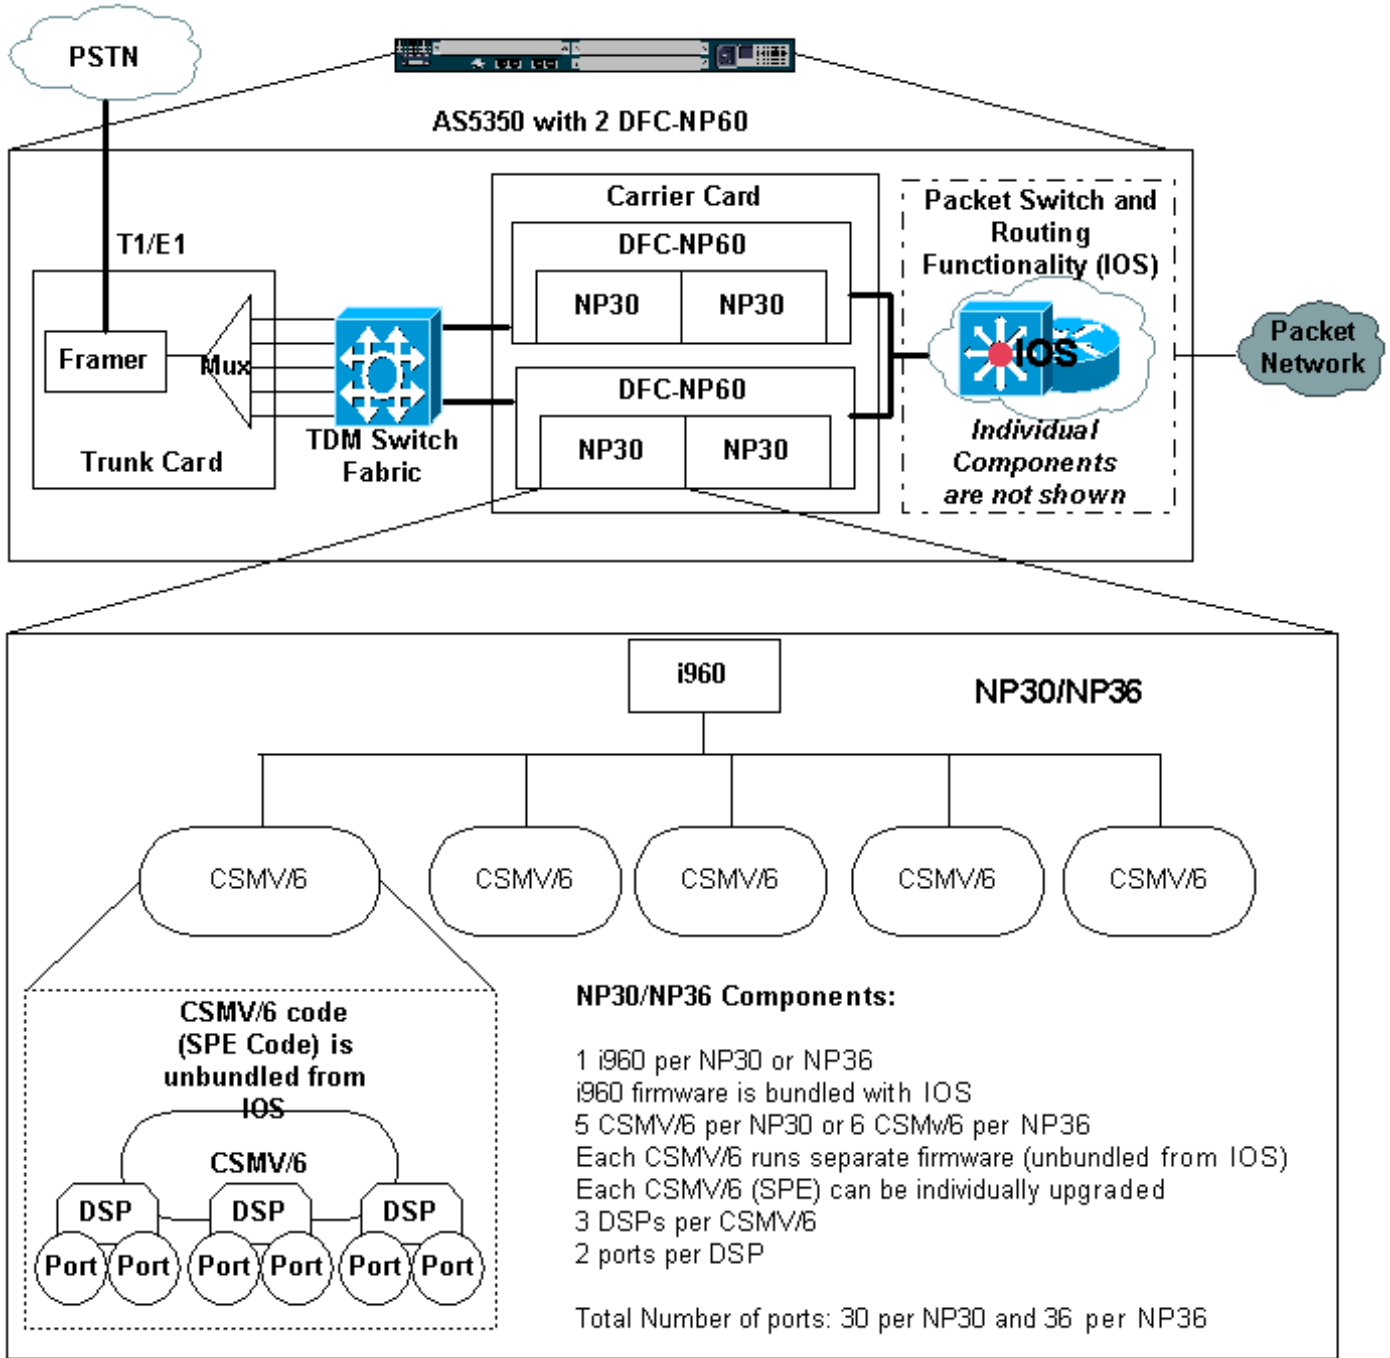 PSTN
AS5350 with 2 DFC-NP60
Carrier Card
Packet Switch and
Routing
Functionality (IOS)
T1/E1
DFC-NP60
NP30
NP30
Framer
Mux
IOS
Packet
Network
DFC-NP60
TDM Switch
Fabric
NP30
NP30
Trunk Card
Individual
Components
are not shown
i960
NP30/NP36
CSMV/6
CSMV/6
CSMV/6
CSMV/6
CSMV/6
CSMV/6 code
(SPE Code) is
unbundled from
IOS
CSMV/6
DSP
DSP
DSP
Port
Port
Port
Port
Port
Port
NP30/NP36 Components:
1 i960 per NP30 or NP36
i960 firmware is bundled with IOS
5 CSMV/6 per NP30 or 6 CSMv/6 per NP36
Each CSMV/6 runs separate firmware (unbundled from IOS)
Each CSMV/6 (SPE) can be individually upgraded
3 DSPs per CSMV/6
2 ports per DSP
Total Number of ports: 30 per NP30 and 36 per NP36